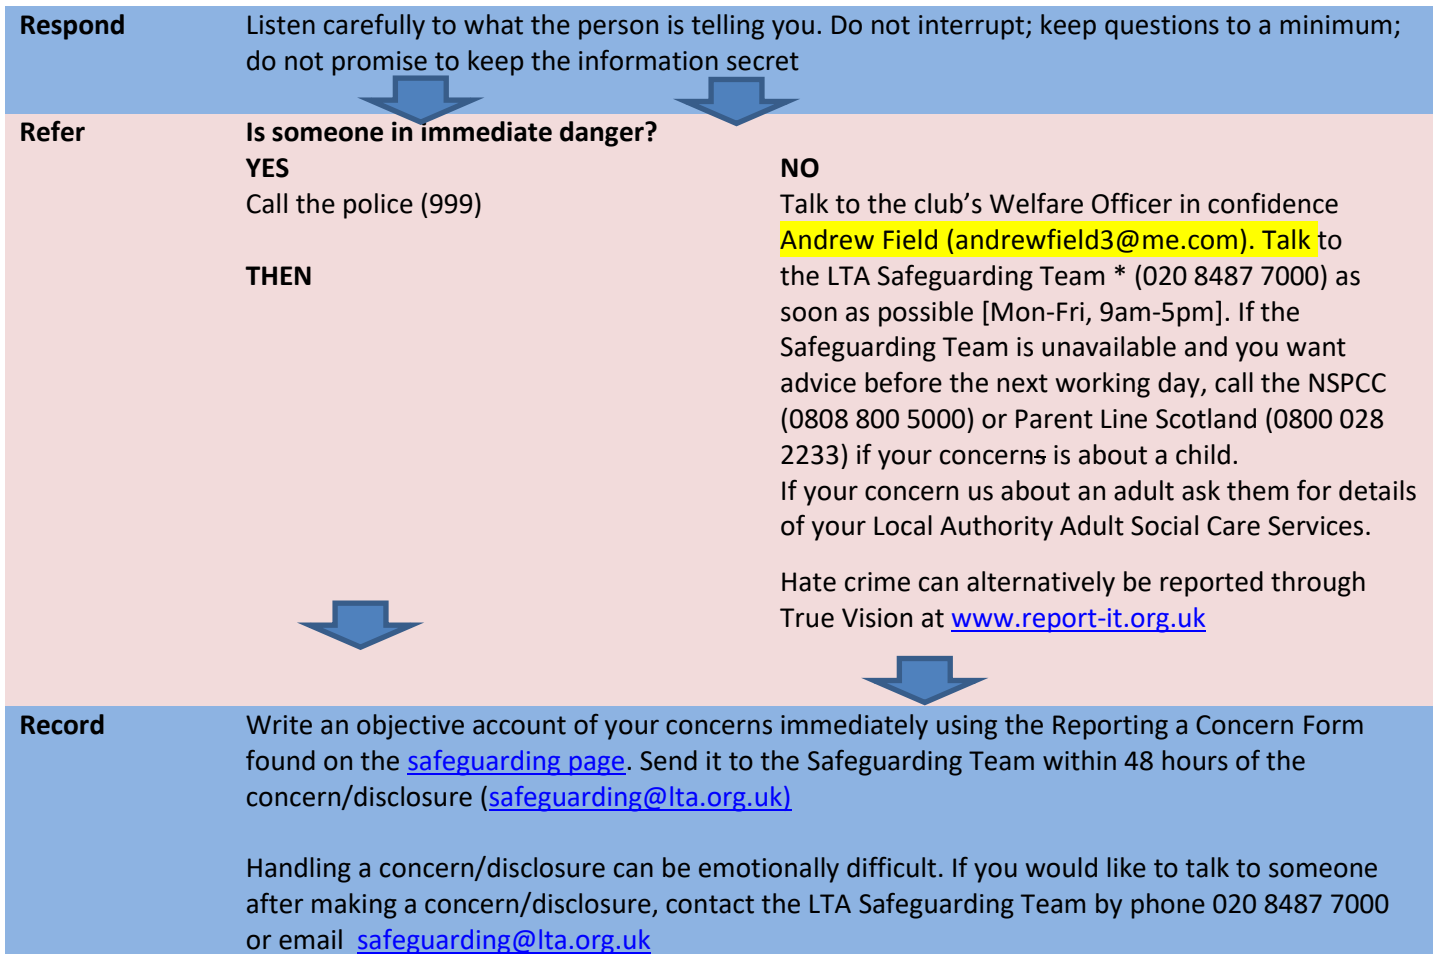 Respond
Listen carefully to what the person is telling you. Do not interrupt; keep questions to a minimum;
do not promise to keep the information secret
Refer
Is someone in immediate danger?
YES
Call the police (999)
THEN
NO
Talk to the club’s Welfare Officer in confidence
Andrew Field (andrewfield3@me.com). Talk to
the LTA Safeguarding Team * (020 8487 7000) as
soon as possible [Mon-Fri, 9am-5pm]. If the
Safeguarding Team is unavailable and you want
advice before the next working day, call the NSPCC
(0808 800 5000) or Parent Line Scotland (0800 028
2233) if your concerns is about a child.
If your concern us about an adult ask them for details
of your Local Authority Adult Social Care Services.
Hate crime can alternatively be reported through
True Vision at www.report-it.org.uk
Record
Write an objective account of your concerns immediately using the Reporting a Concern Form
found on the safeguarding page. Send it to the Safeguarding Team within 48 hours of the
concern/disclosure (safeguarding@lta.org.uk)
Handling a concern/disclosure can be emotionally difficult. If you would like to talk to someone
after making a concern/disclosure, contact the LTA Safeguarding Team by phone 020 8487 7000
or email safeguarding@lta.org.uk